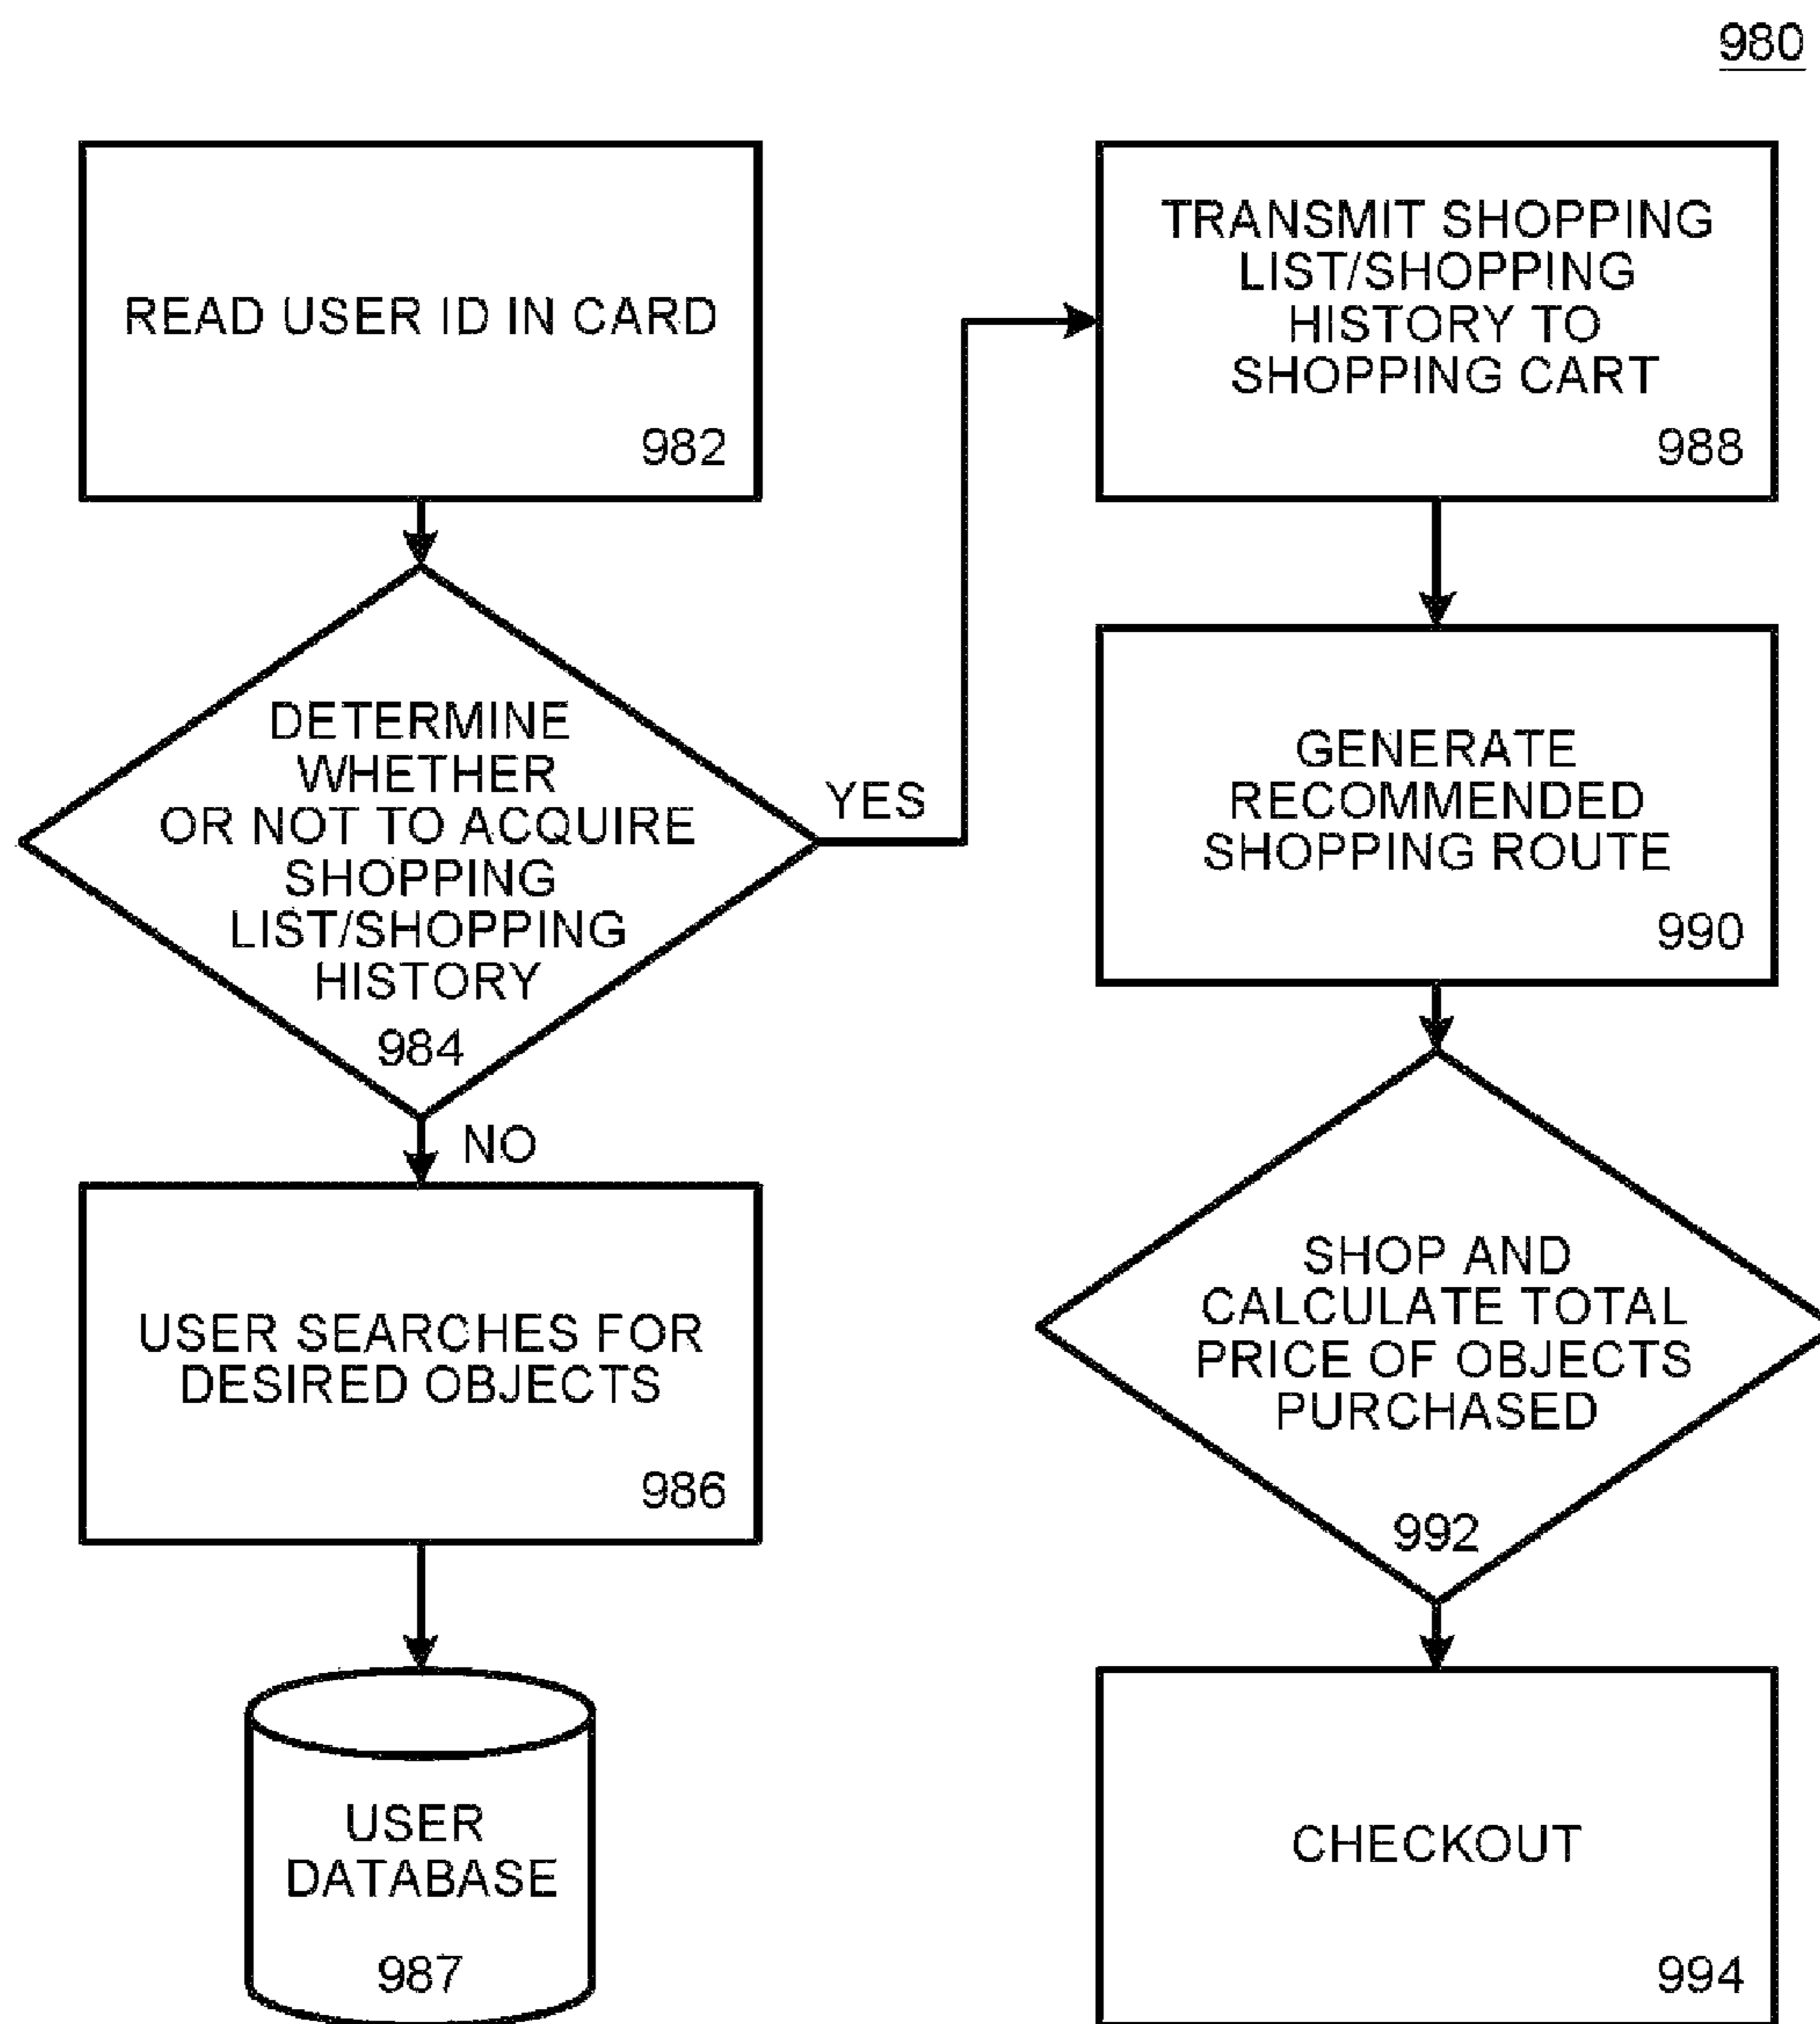 980
READ USER ID IN CARD
982
DETERMINE
WHETHER
OR NOT TO ACQUIRE
SHOPPING
LIST/SHOPPING
HISTORY
984
YES
NO
USER SEARCHES FOR
DESIRED OBJECTS
986
USER
DATABASE
987
TRANSMIT SHOPPING
LIST/SHOPPING
HISTORY TO
SHOPPING CART
988
GENERATE
RECOMMENDED
SHOPPING ROUTE
990
SHOP AND
CALCULATE TOTAL
PRICE OF OBJECTS
PURCHASED
992
CHECKOUT
994